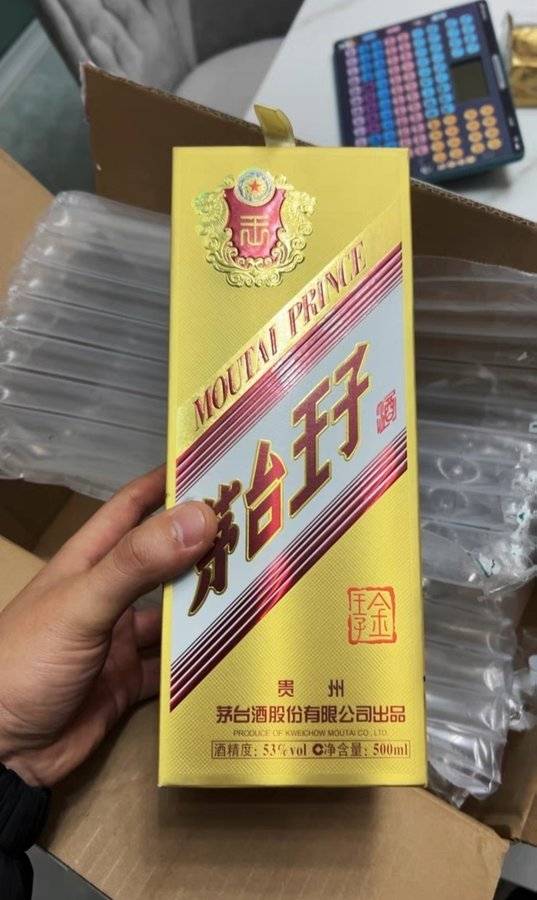 MOUTAI PRINCE
茅台王子
酒
金
王子
贵 州
茅台酒股份有限公司出品
PRODUCE OF KWEICHOW MOUTAI CO., LTD.
酒精度：53%vol 净含量：500ml